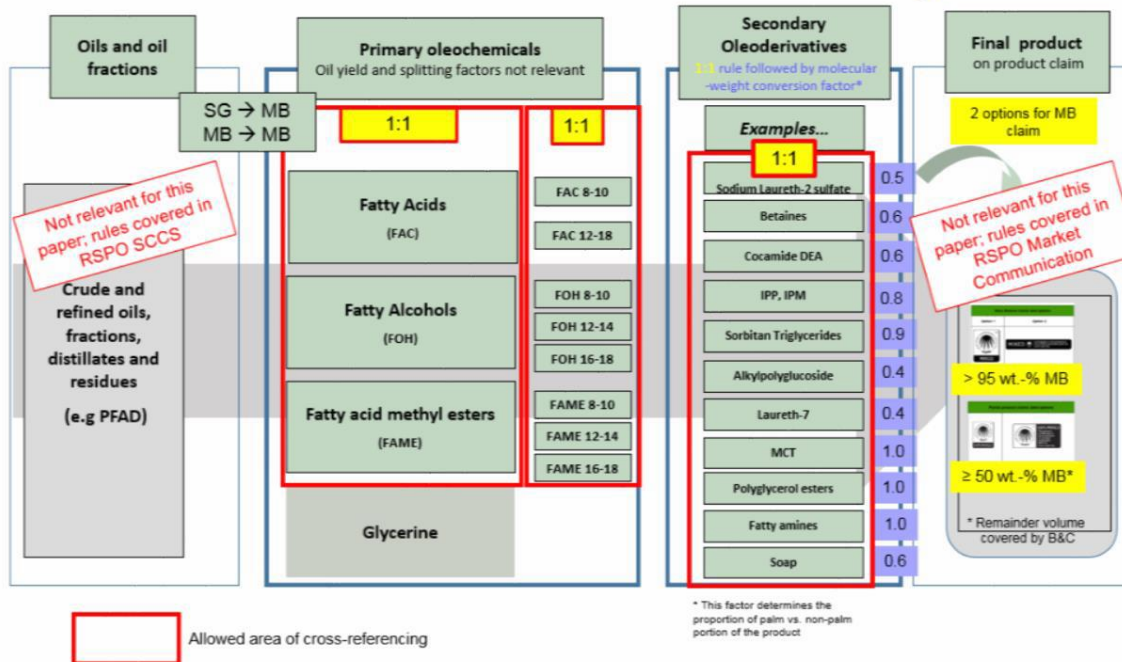 Oils and oil
fractions
Primary oleochemicals
Oil yield and splitting factors not relevant
Secondary
Oleoderivatives
1:1 rule followed by molecular
-weight conversion factor*
Final product
on product claim
SG → MB
MB → MB
1:1
1:1
Examples...
1:1
2 options for MB
claim
Not relevant for this
paper; rules covered in
RSPO SCCS
Crude and
refined oils,
fractions,
distillates and
residues
(e.g PFAD)
Fatty Acids
(FAC)
Fatty Alcohols
(FOH)
Fatty acid methyl esters
(FAME)
Glycerine
FAC 8-10
FAC 12-18
FOH 8-10
FOH 12-14
FOH 16-18
FAME 8-10
FAME 12-14
FAME 16-18
Sodium Laureth-2 sulfate 0.5
Betaines 0.6
Cocamide DEA 0.6
IPP, IPM 0.8
Sorbitan Triglycerides 0.9
Alkylpolyglucoside 0.4
Laureth-7 0.4
MCT 1.0
Polyglycerol esters 1.0
Fatty amines 1.0
Soap 0.6
Not relevant for this
paper; rules covered in
RSPO Market
Communication
> 95 wt.-% MB
≥ 50 wt.-% MB*
* Remainder volume
covered by B&C
* This factor determines the
proportion of palm vs. non-palm
portion of the product
Allowed area of cross-referencing